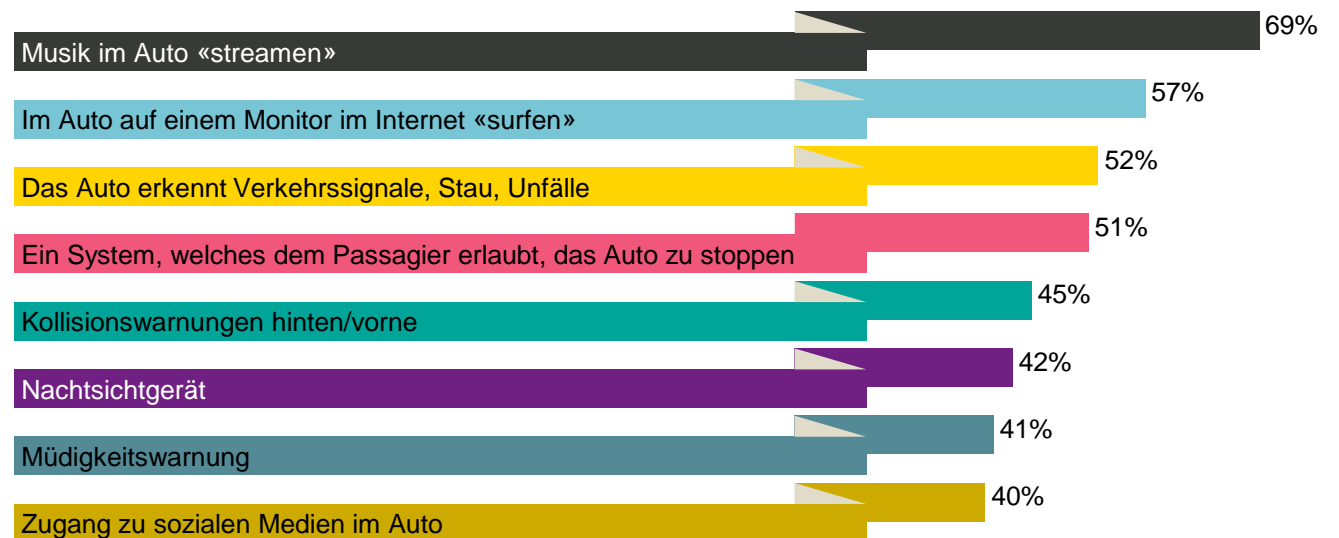 69%
Musik im Auto «streamen»
57%
Im Auto auf einem Monitor im Internet «surfen»
52%
Das Auto erkennt Verkehrssignale, Stau, Unfälle
51%
Ein System, welches dem Passagier erlaubt, das Auto zu stoppen
45%
Kollisionswarnungen hinten/vorne
42%
Nachtsichtgerät
41%
Müdigkeitswarnung
40%
Zugang zu sozialen Medien im Auto